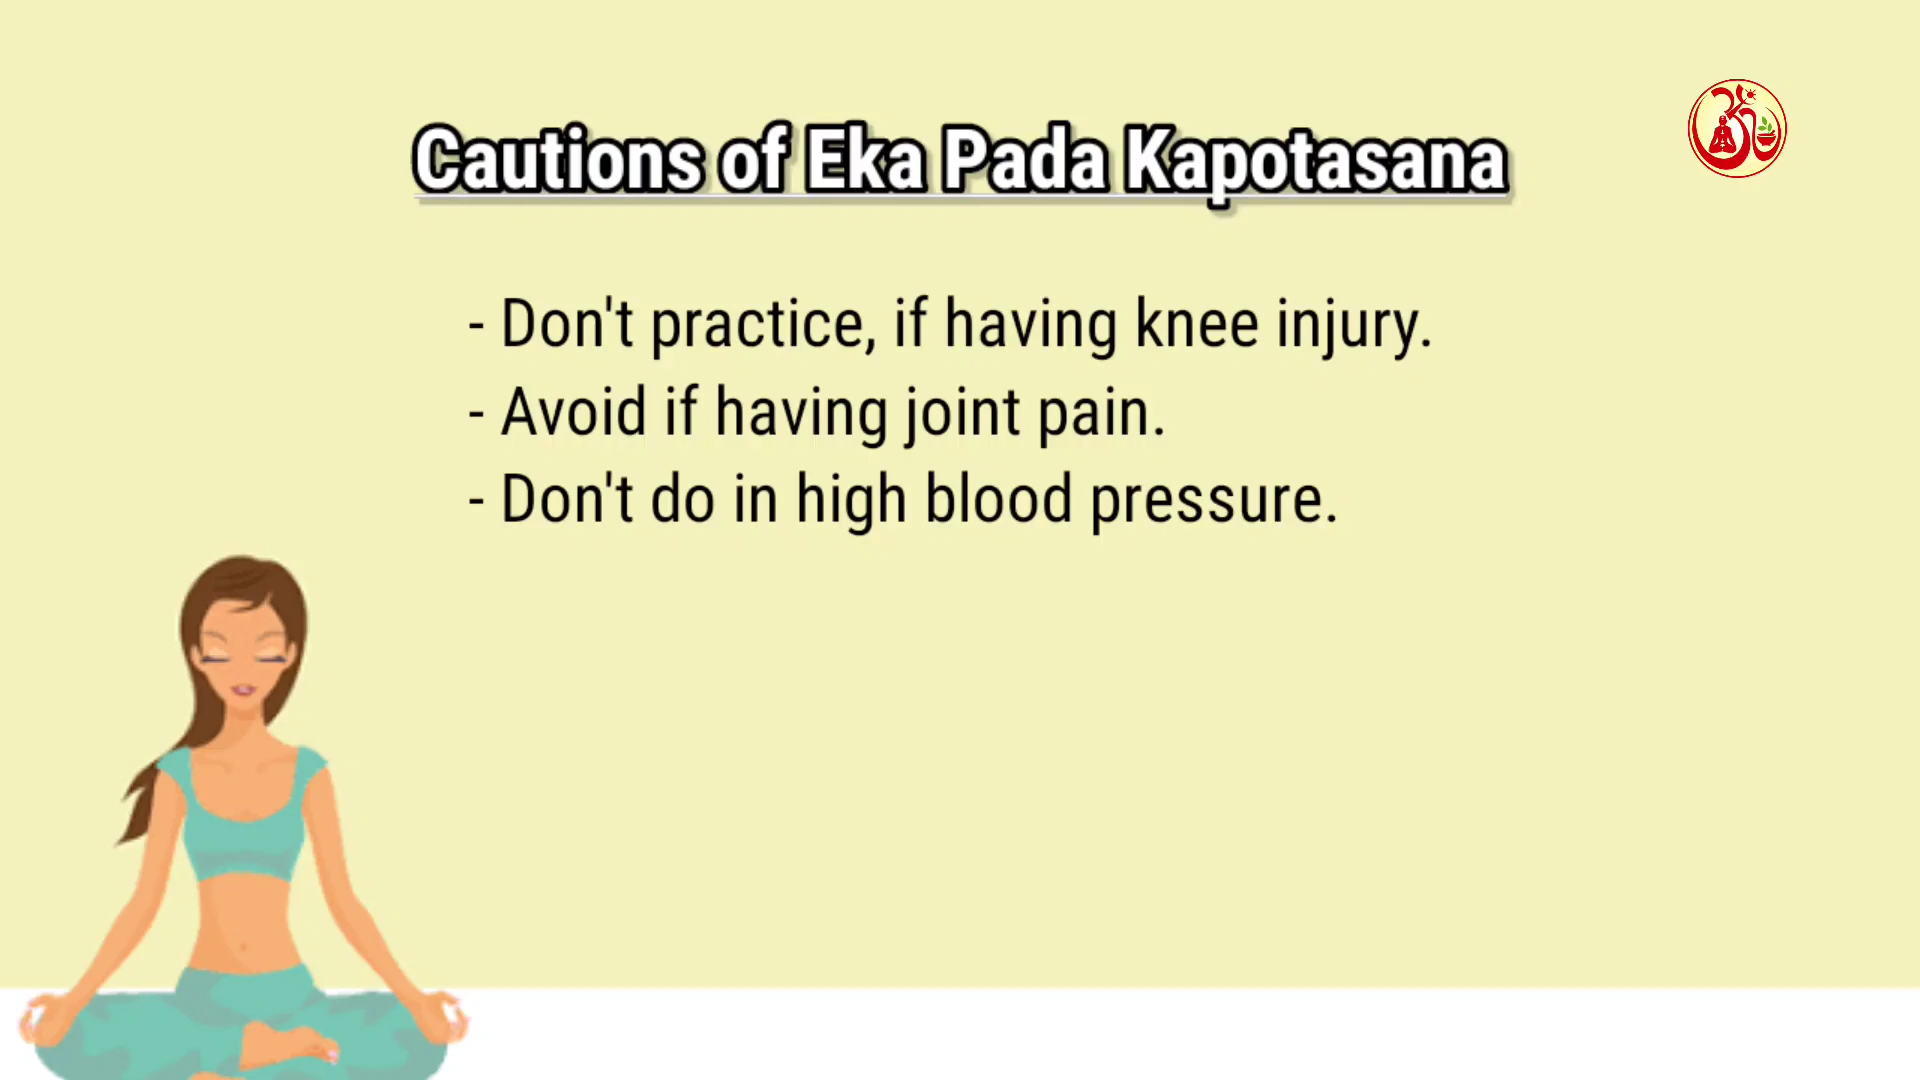 Cautions of Eka Pada Kapotasana
- Don't practice, if having knee injury.
- Avoid if having joint pain.
- Don't do in high blood pressure.